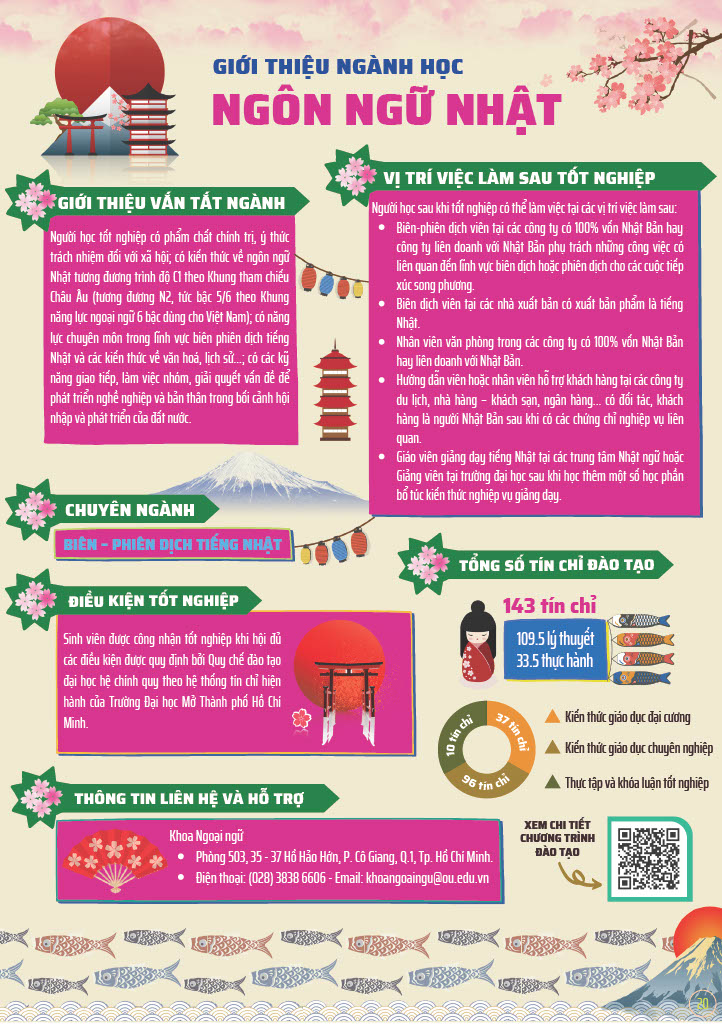 GIỚI THIỆU NGÀNH HỌC
NGÔN NGỮ NHẬT
GIỚI THIỆU VẮN TẮT NGÀNH
Người học tốt nghiệp có phẩm chất chính trị, ý thức
trách nhiệm đối với xã hội; có kiến thức về ngôn ngữ
Nhật tương đương trình độ C1 theo Khung tham chiếu
Châu Âu (tương đương N2, tức bậc 5/6 theo Khung
năng lực ngoại ngữ 6 bậc dùng cho Việt Nam); có năng
lực chuyên môn trong lĩnh vực biên phiên dịch tiếng
Nhật và các kiến thức về văn hoá, lịch sử...; có các kỹ
năng giao tiếp, làm việc nhóm, giải quyết vấn đề để
phát triển nghề nghiệp và bản thân trong bối cảnh hội
nhập và phát triển của đất nước.
VỊ TRÍ VIỆC LÀM SAU TỐT NGHIỆP
Người học sau khi tốt nghiệp có thể làm việc tại các vị trí việc làm sau:
• Biên-phiên dịch viên tại các công ty có 100% vốn Nhật Bản hay
công ty liên doanh với Nhật Bản phụ trách những công việc có
liên quan đến lĩnh vực biên dịch hoặc phiên dịch cho các cuộc tiếp
xúc song phương.
• Biên dịch viên tại các nhà xuất bản có xuất bản phẩm là tiếng
Nhật.
• Nhân viên văn phòng trong các công ty có 100% vốn Nhật Bản
hay liên doanh với Nhật Bản.
• Hướng dẫn viên hoặc nhân viên hỗ trợ khách hàng tại các công ty
du lịch, nhà hàng – khách sạn, ngân hàng... có đối tác, khách
hàng là người Nhật Bản sau khi có các chứng chỉ nghiệp vụ liên
quan.
• Giáo viên giảng dạy tiếng Nhật tại các trung tâm Nhật ngữ hoặc
Giảng viên tại trường đại học sau khi học thêm một số học phần
bổ túc kiến thức nghiệp vụ giảng dạy.
CHUYÊN NGÀNH
BIÊN – PHIÊN DỊCH TIẾNG NHẬT
ĐIỀU KIỆN TỐT NGHIỆP
Sinh viên được công nhận tốt nghiệp khi hội đủ
các điều kiện được quy định bởi Quy chế đào tạo
đại học hệ chính quy theo hệ thống tín chỉ hiện
hành của Trường Đại học Mở Thành phố Hồ Chí
Minh.
TỔNG SỐ TÍN CHỈ ĐÀO TẠO
143 tín chỉ
109.5 lý thuyết
33.5 thực hành
10 tín chỉ
37 tín chỉ
96 tín chỉ
Kiến thức giáo dục đại cương
Kiến thức giáo dục chuyên nghiệp
Thực tập và khóa luận tốt nghiệp
THÔNG TIN LIÊN HỆ VÀ HỖ TRỢ
Khoa Ngoại ngữ
• Phòng 503, 35 - 37 Hồ Hảo Hớn, P. Cô Giang, Q.1, Tp. Hồ Chí Minh.
• Điện thoại: (028) 3838 6606 - Email: khoangoaingu@ou.edu.vn
XEM CHI TIẾT
CHƯƠNG TRÌNH
ĐÀO TẠO
20